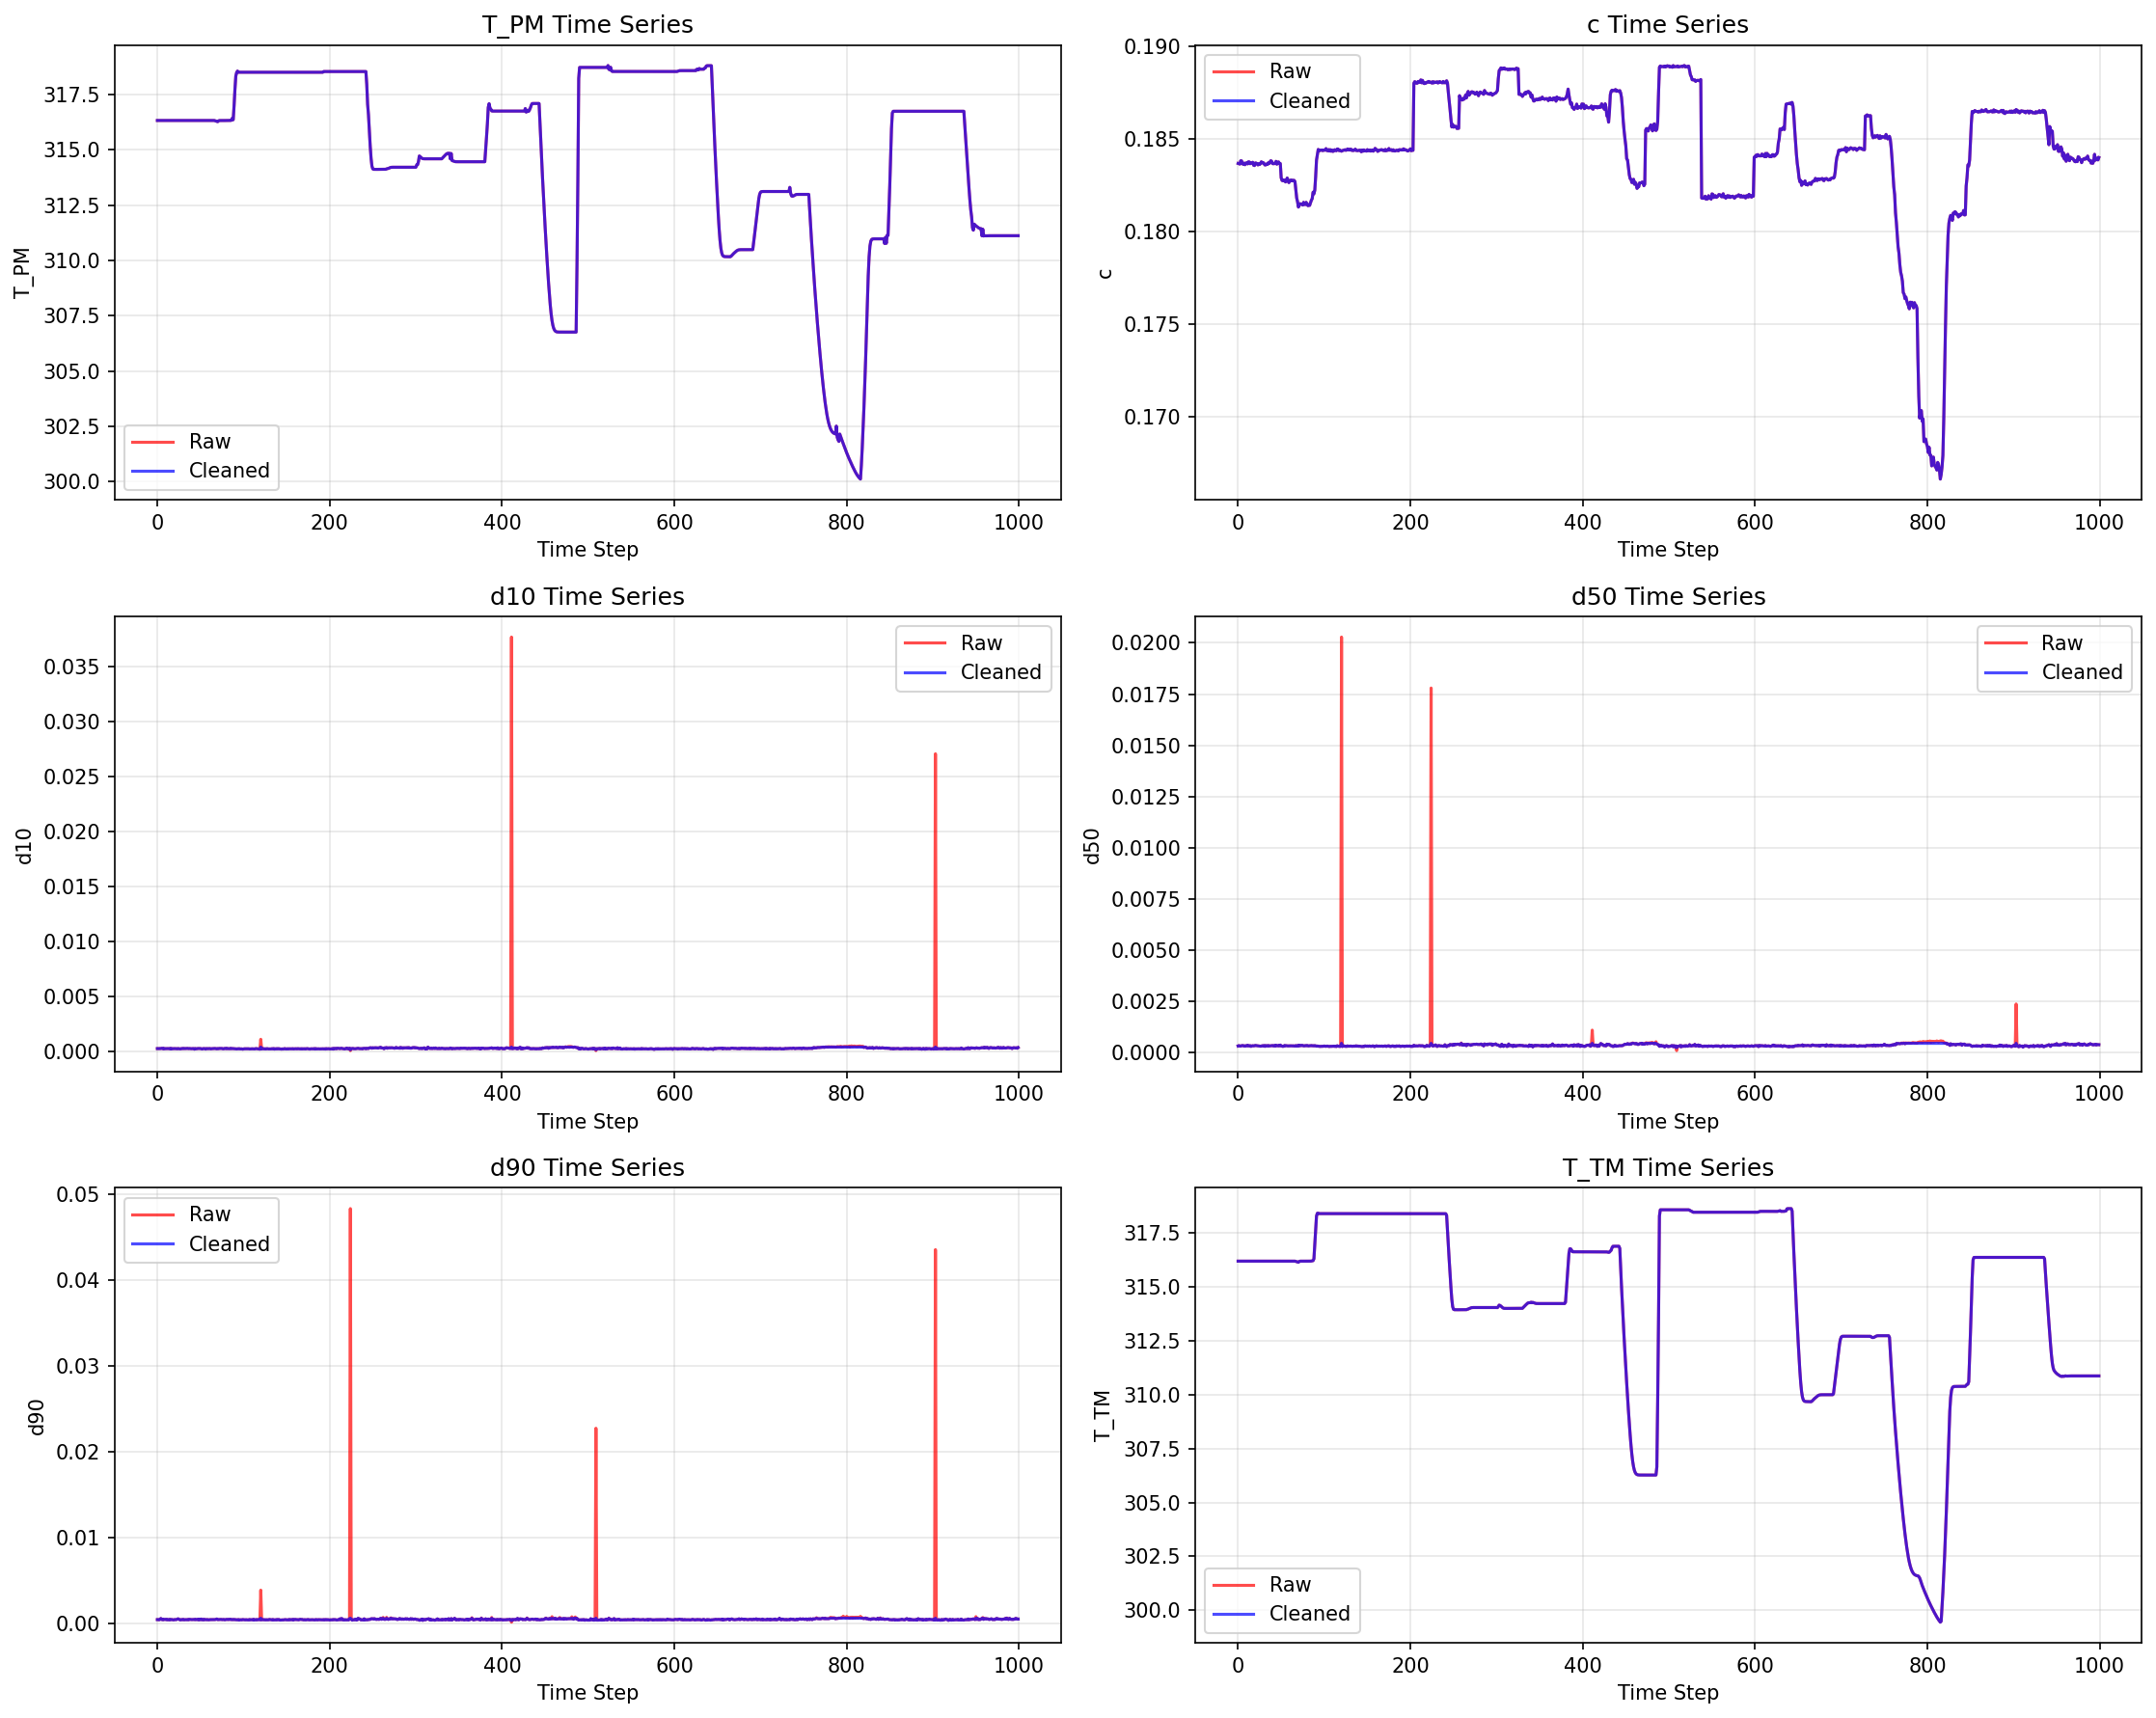 T_PM Time Series
T_PM
317.5
315.0
312.5
310.0
307.5
305.0
302.5
300.0
Raw
Cleaned
0 200 400 600 800 1000
Time Step
c Time Series
c
0.190
0.185
0.180
0.175
0.170
Raw
Cleaned
0 200 400 600 800 1000
Time Step
d10 Time Series
d10
0.035
0.030
0.025
0.020
0.015
0.010
0.005
0.000
Raw
Cleaned
0 200 400 600 800 1000
Time Step
d50 Time Series
d50
0.0200
0.0175
0.0150
0.0125
0.0100
0.0075
0.0050
0.0025
0.0000
Raw
Cleaned
0 200 400 600 800 1000
Time Step
d90 Time Series
d90
0.05
0.04
0.03
0.02
0.01
0.00
Raw
Cleaned
0 200 400 600 800 1000
Time Step
T_TM Time Series
T_TM
317.5
315.0
312.5
310.0
307.5
305.0
302.5
300.0
Raw
Cleaned
0 200 400 600 800 1000
Time Step